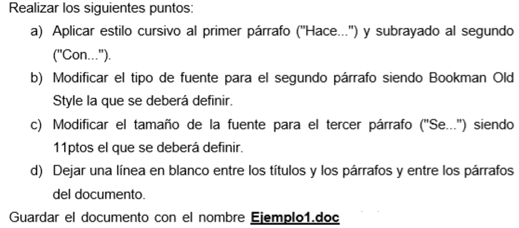 Realizar los siguientes puntos:
a) Aplicar estilo cursivo al primer párrafo ("Hace...") y subrayado al segundo
("Con...").
b) Modificar el tipo de fuente para el segundo párrafo siendo Bookman Old
Style la que se deberá definir.
c) Modificar el tamaño de la fuente para el tercer párrafo ("Se...") siendo
11ptos el que se deberá definir.
d) Dejar una línea en blanco entre los títulos y los párrafos y entre los párrafos
del documento.
Guardar el documento con el nombre Ejemplo1.doc